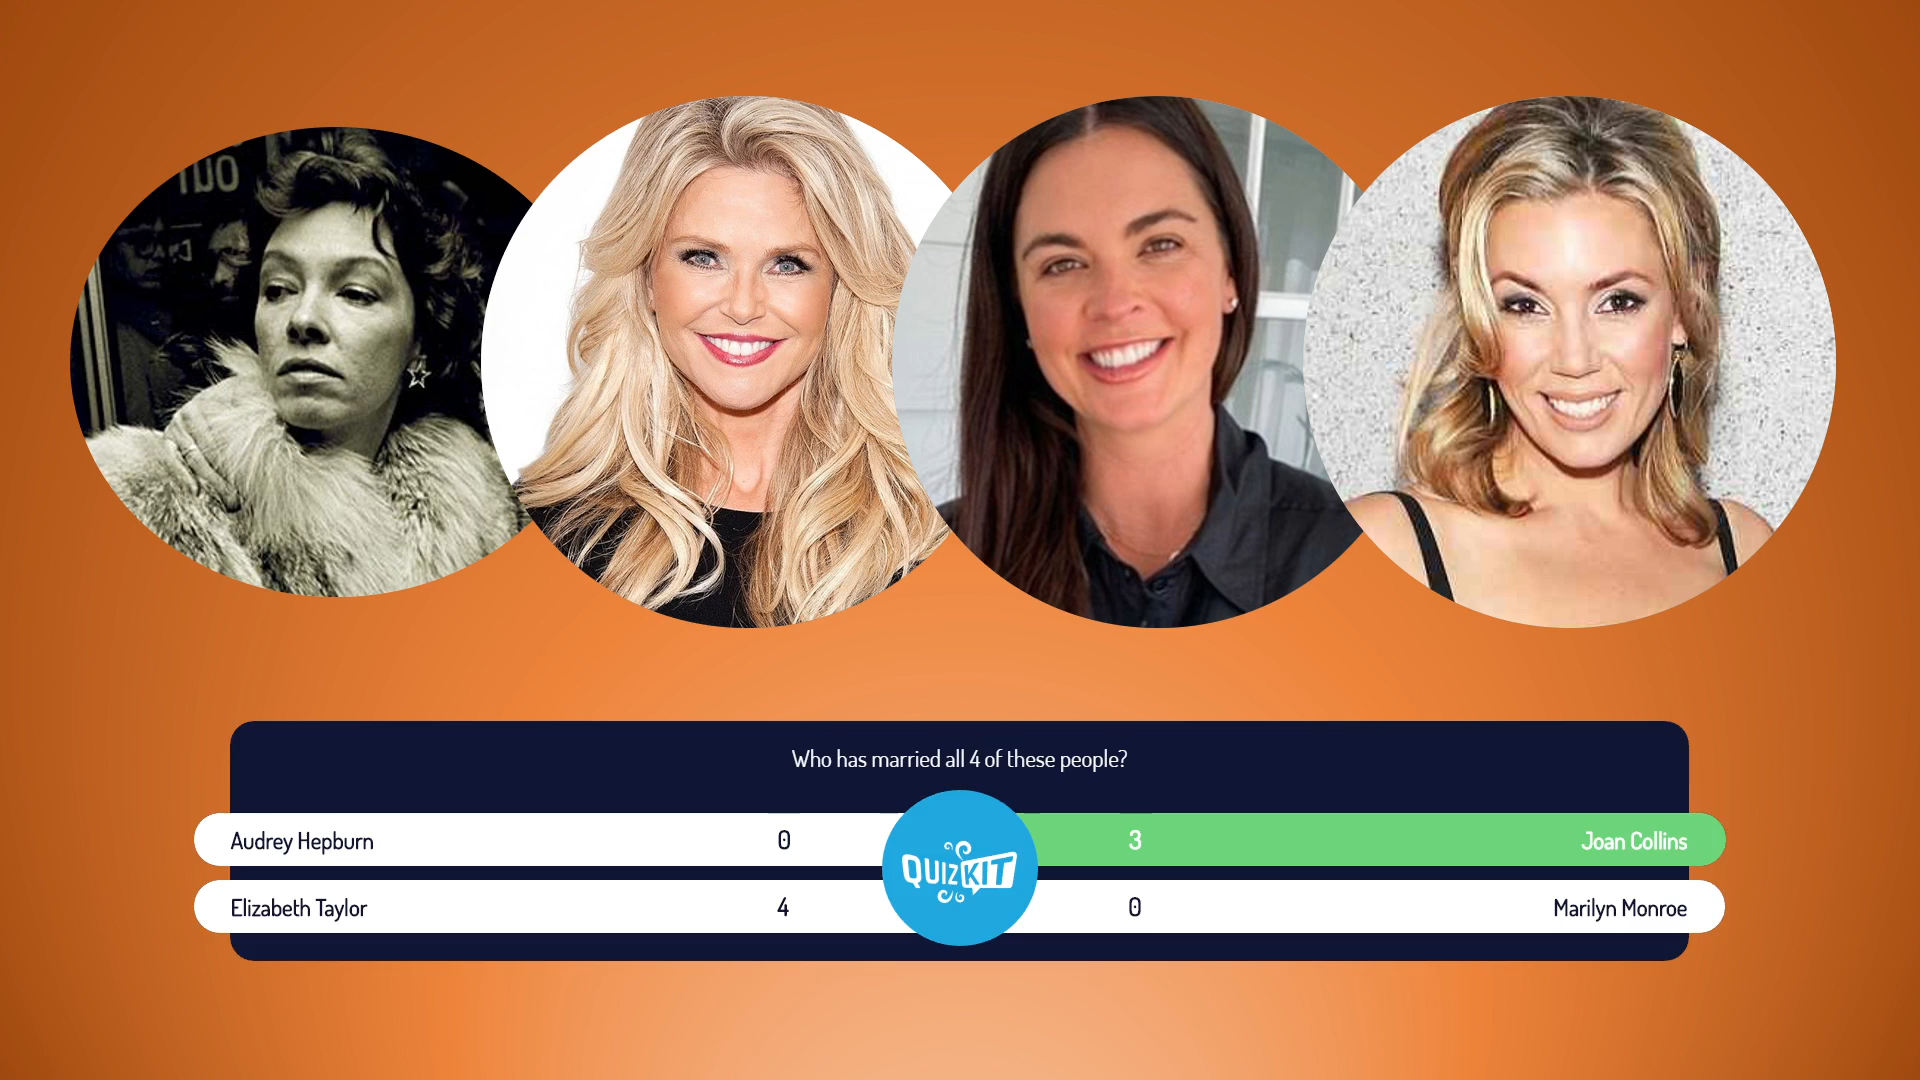 Who has married all 4 of these people?
Audrey Hepburn 0
3 Joan Collins
Elizabeth Taylor 4
0 Marilyn Monroe
QUIZKIT